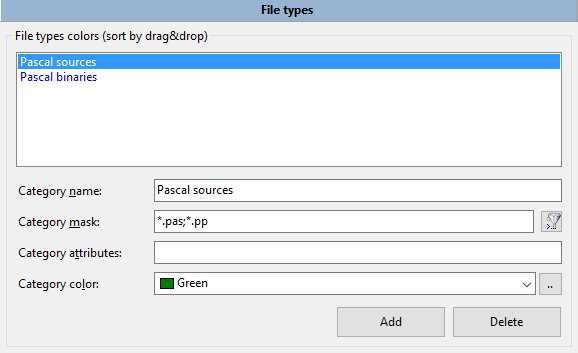 File types
File types colors (sort by drag&drop)
Pascal sources
Pascal binaries
Category name: Pascal sources
Category mask: *.pas;*.pp
Category attributes:
Category color: Green ..
Add Delete